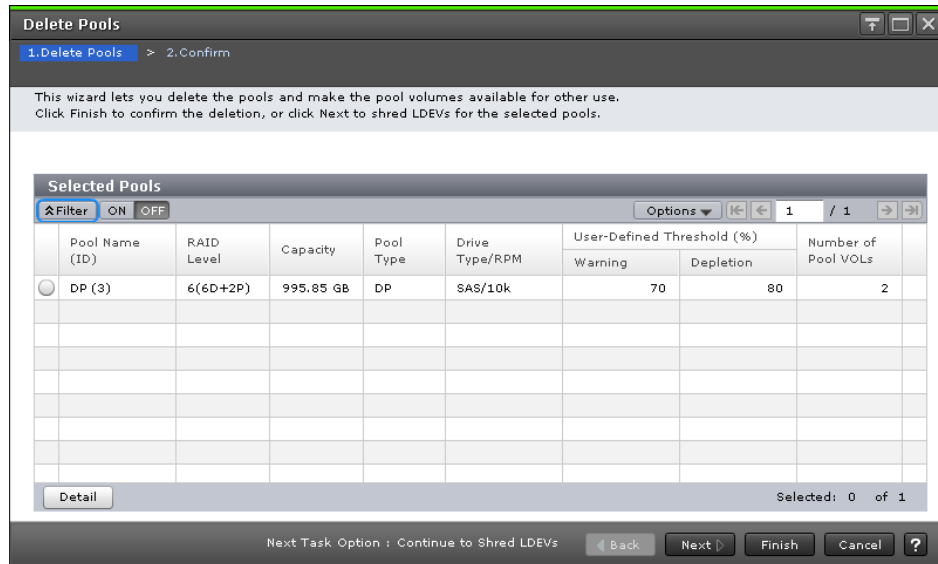 Delete Pools
1.Delete Pools > 2.Confirm
This wizard lets you delete the pools and make the pool volumes available for other use.
Click Finish to confirm the deletion, or click Next to shred LDEVs for the selected pools.
Selected Pools
Filter ON OFF Options 1 / 1
Pool Name (ID) RAID Level Capacity Pool Type Drive Type/RPM User-Defined Threshold (%) Warning Depletion Number of Pool VOLs
DP (3) 6(6D+2P) 995.85 GB DP SAS/10k 70 80 2
Detail Selected: 0 of 1
Next Task Option : Continue to Shred LDEVs Back Next Finish Cancel ?